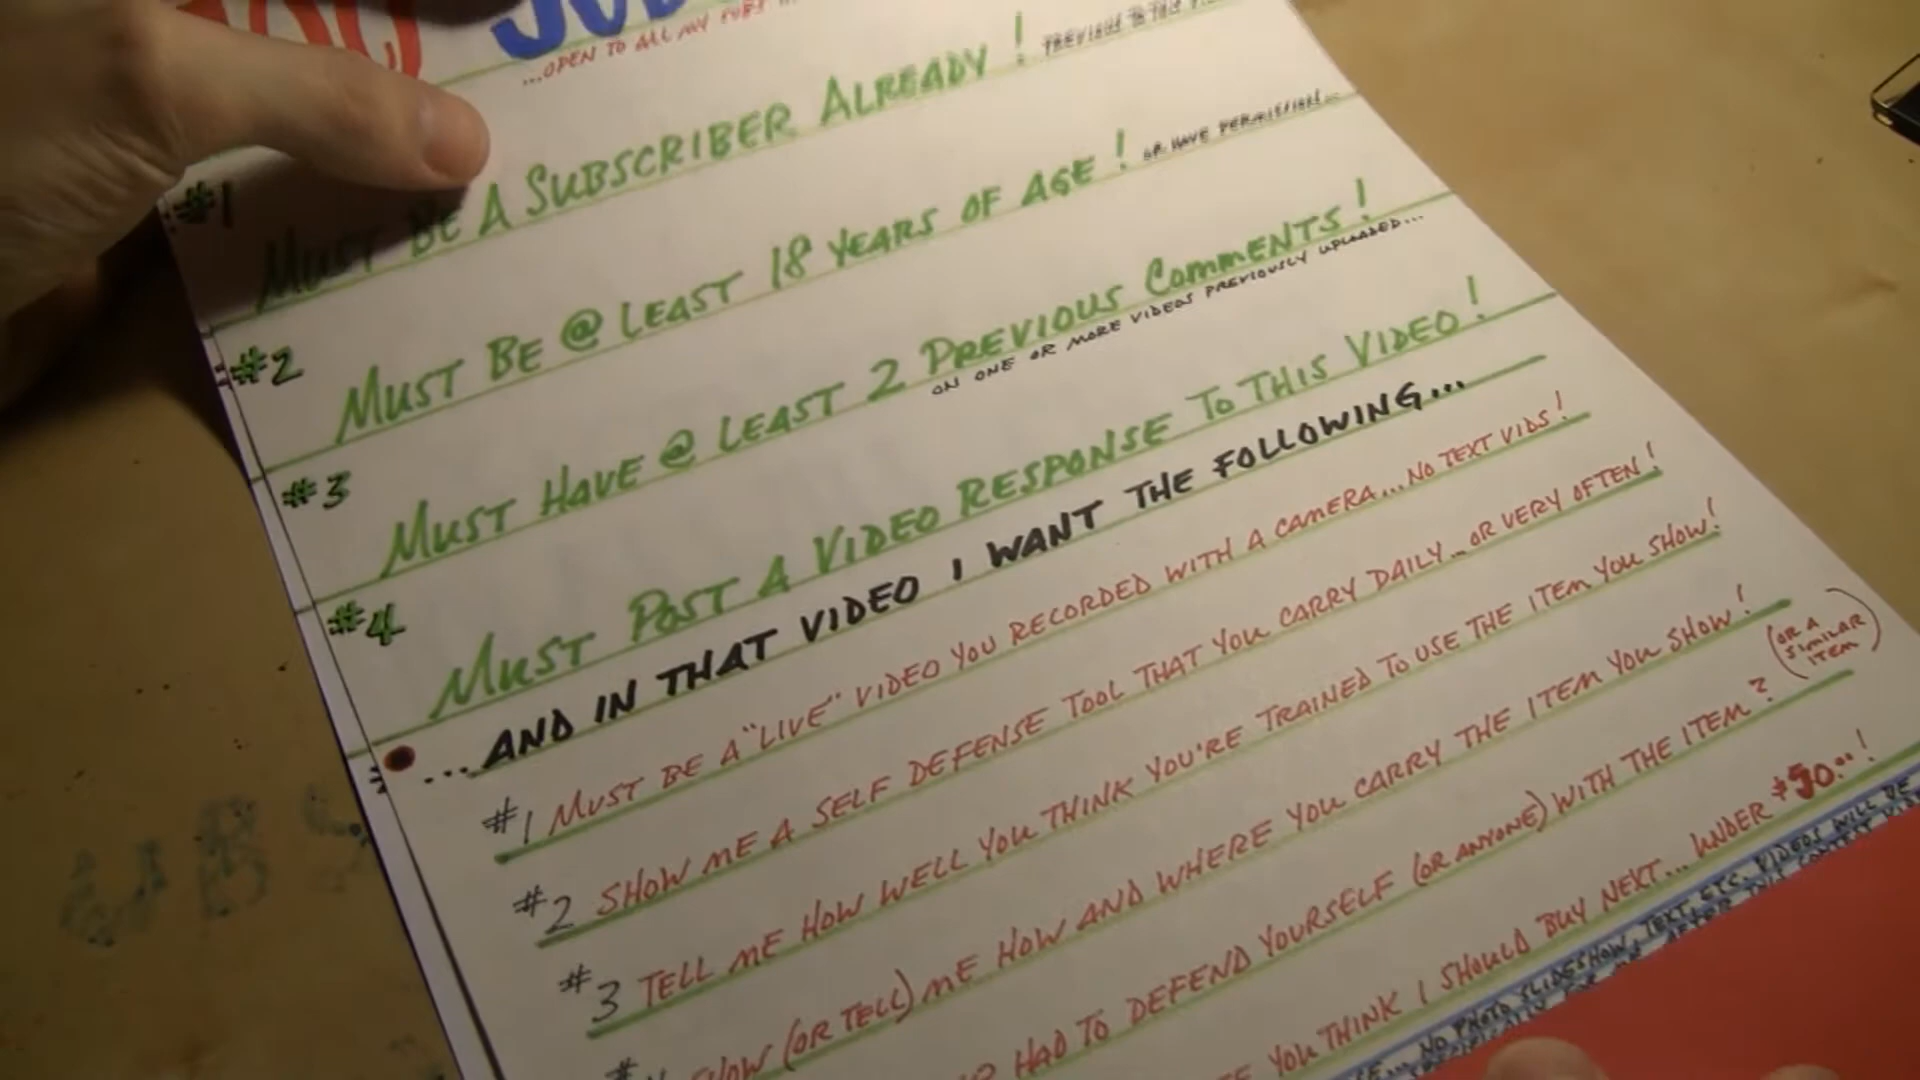 ...OPEN TO ALL MY SUBS ...
#1
MUST BE A SUBSCRIBER ALREADY! PREVIOUS TO THIS
#2
MUST BE @ LEAST 18 YEARS OF AGE! OR HAVE PERMISSION...
#3
MUST HAVE @ LEAST 2 PREVIOUS COMMENTS!
ON ONE OR MORE VIDEOS PREVIOUSLY UPLOADED...
#4
MUST POST A VIDEO RESPONSE TO THIS VIDEO!
...AND IN THAT VIDEO I WANT THE FOLLOWING...
#1 MUST BE A "LIVE" VIDEO YOU RECORDED WITH A CAMERA...NO TEXT VIDS!
#2 SHOW ME A SELF DEFENSE TOOL THAT YOU CARRY DAILY...OR VERY OFTEN!
#3 TELL ME HOW WELL YOU THINK YOU'RE TRAINED TO USE THE ITEM YOU SHOW!
SHOW (OR TELL) ME HOW AND WHERE YOU CARRY THE ITEM YOU SHOW!
HAD TO DEFEND YOURSELF (OR ANYONE) WITH THE ITEM? (OR A SIMILAR ITEM)
YOU THINK I SHOULD BUY NEXT... UNDER $50.00!
NO PHOTO SLIDESHOW, TEXT, ETC. VIDEOS WILL BE